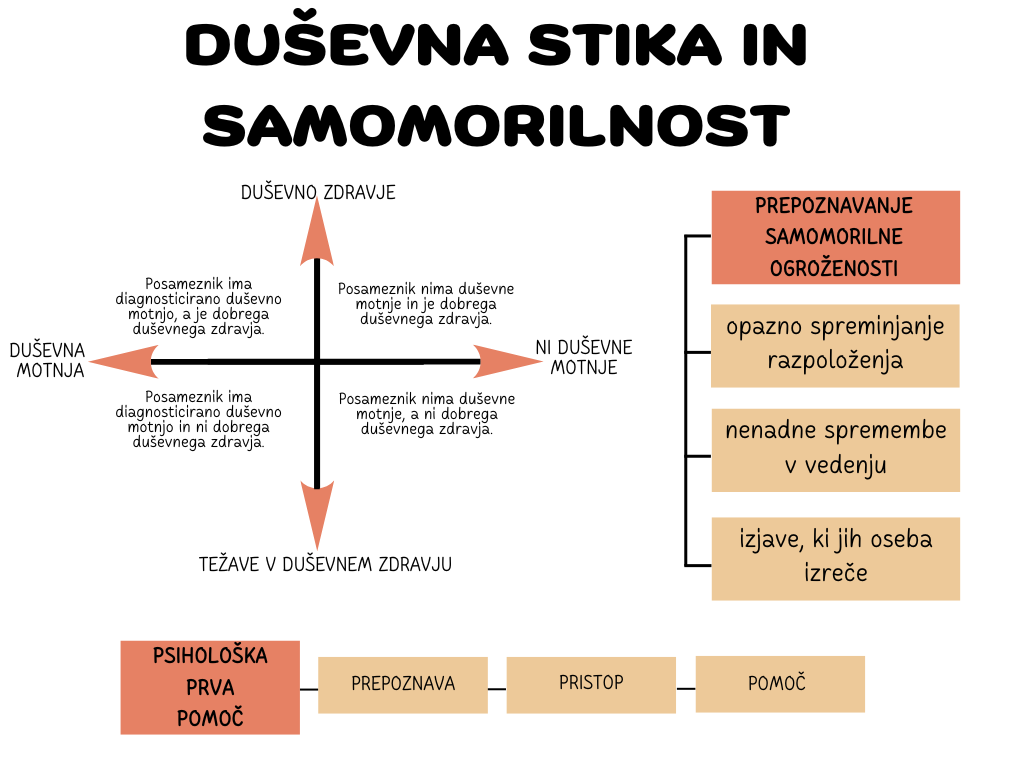 DUŠEVNA STIKA IN
SAMOMORILNOST
DUŠEVNO ZDRAVJE
Posameznik ima
diagnosticirano duševno
motnjo, a je dobrega
duševnega zdravja.
Posameznik nima duševne
motnje in je dobrega
duševnega zdravja.
DUŠEVNA
MOTNJA
NI DUŠEVNE
MOTNJE
Posameznik ima
diagnosticirano duševno
motnjo in ni dobrega
duševnega zdravja.
Posameznik nima duševne
motnje, a ni dobrega
duševnega zdravja.
TEŽAVE V DUŠEVNEM ZDRAVJU
PREPOZNAVANJE
SAMOMORILNE
OGROŽENOSTI
opazno spreminjanje
razpoloženja
nenadne spremembe
v vedenju
izjave, ki jih oseba
izreče
PSIHOLOŠKA
PRVA
POMOČ
PREPOZNAVA
PRISTOP
POMOČ